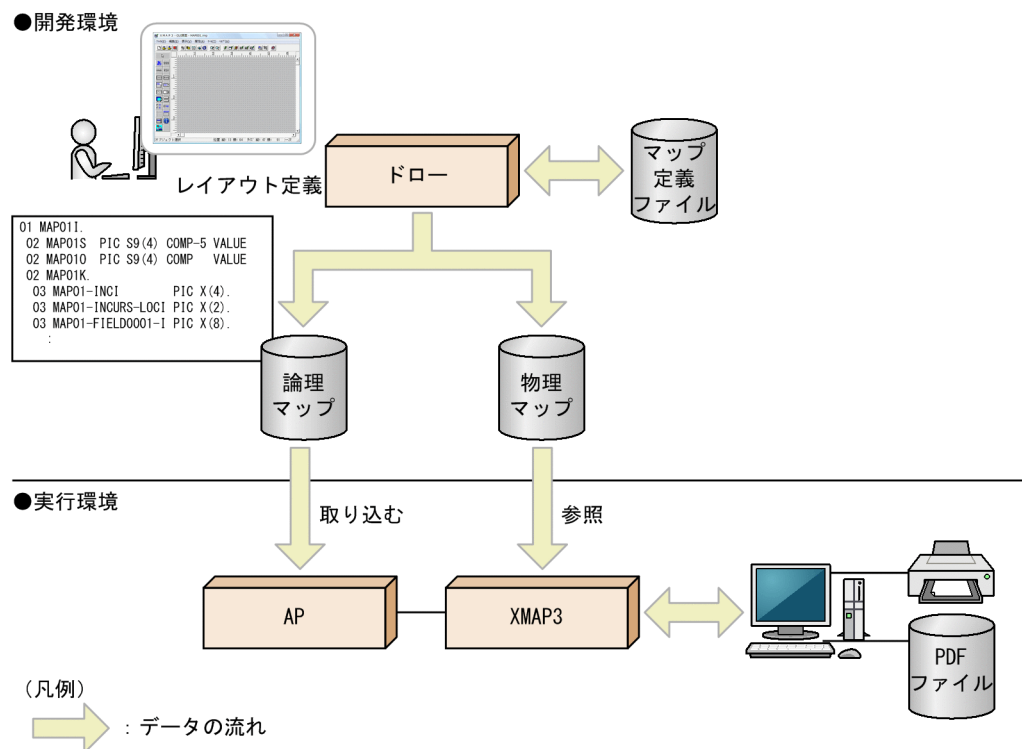 ●開発環境
レイアウト定義
ドロー
マップ
定義
ファイル
01 MAP01I.
02 MAP01S PIC S9(4) COMP-5 VALUE
02 MAP01O PIC S9(4) COMP VALUE
02 MAP01K.
03 MAP01-INCI PIC X(4).
03 MAP01-INCURS-LOCI PIC X(2).
03 MAP01-FIELD0001-I PIC X(8).
:
論理
マップ
物理
マップ
●実行環境
取り込む
参照
AP
XMAP3
PDF
ファイル
(凡例)
：データの流れ